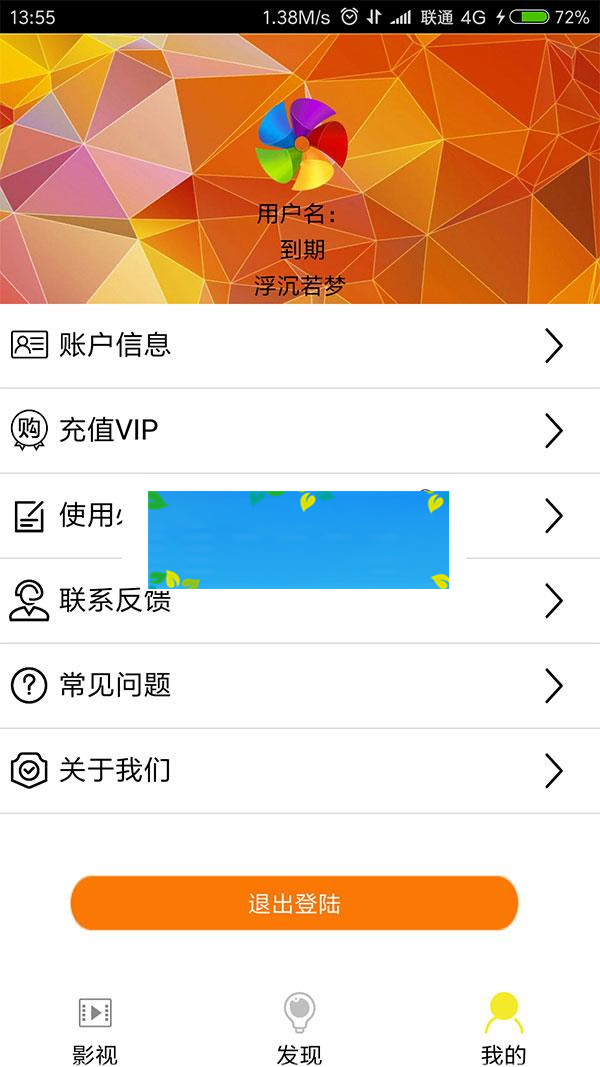 13:55 1.38M/s 联通 4G 72%
用户名：
到期
浮沉若梦
账户信息
购 充值VIP
使用
联系反馈
常见问题
关于我们
退出登陆
影视 发现 我的